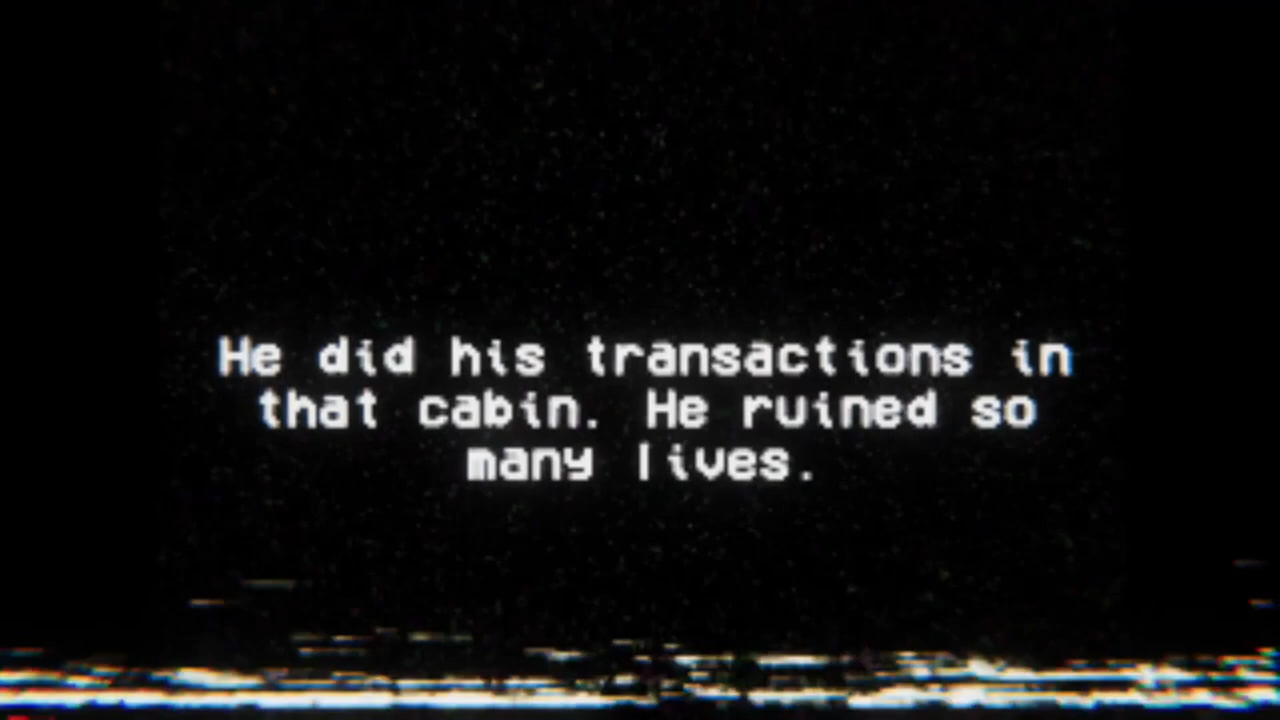 He did his transactions in
that cabin. He ruined so
many lives.